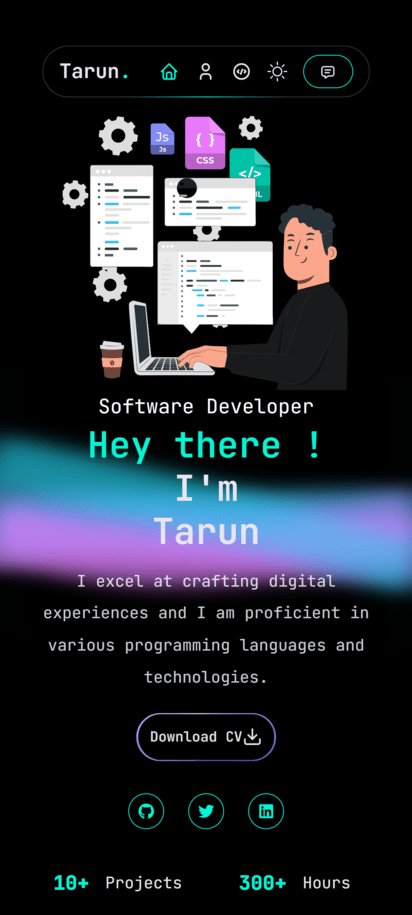 Tarun.
Js
Js
{ }
CSS
</>
Software Developer
Hey there !
I'm
Tarun
I excel at crafting digital
experiences and I am proficient in
various programming languages and
technologies.
Download CV
10+ Projects
300+ Hours